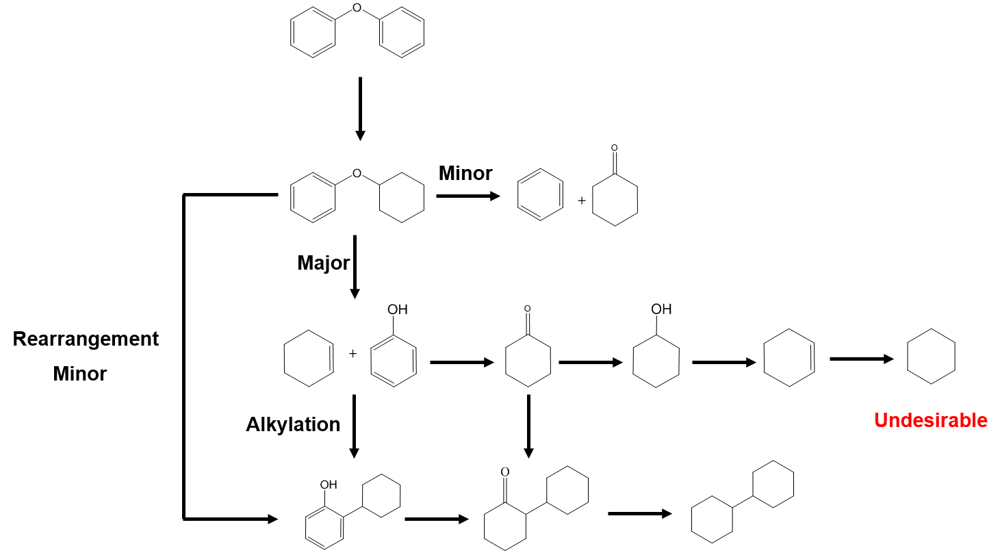 O
O
Minor
O
+
Major
OH
O
OH
+
Rearrangement
Minor
Alkylation
Undesirable
OH
O